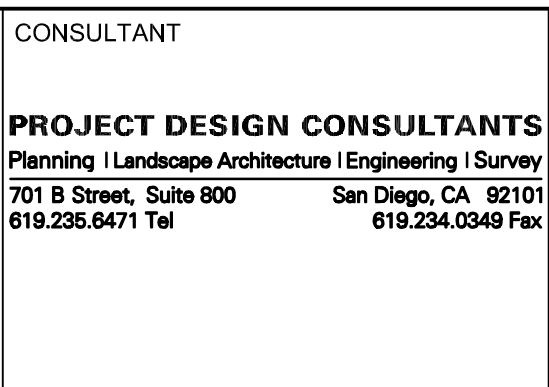 CONSULTANT
PROJECT DESIGN CONSULTANTS
Planning | Landscape Architecture | Engineering | Survey
701 B Street, Suite 800 San Diego, CA 92101
619.235.6471 Tel 619.234.0349 Fax